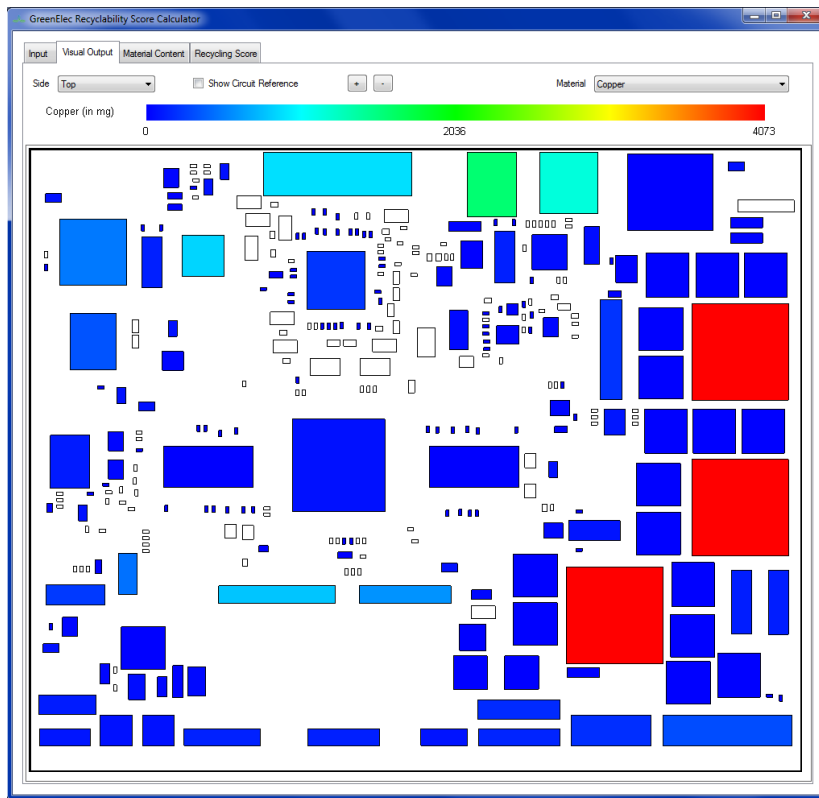 GreenElec Recyclability Score Calculator
Input Visual Output Material Content Recycling Score
Side Top Show Circuit Reference + - Material Copper
Copper (in mg)
0 2036 4073